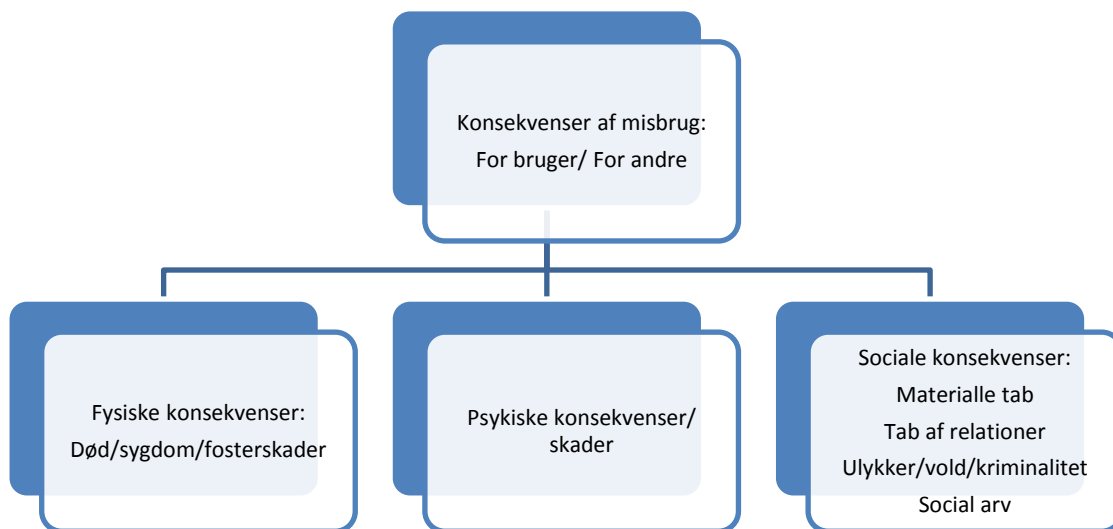 Konsekvenser af misbrug:
For bruger/ For andre
Fysiske konsekvenser:
Død/sygdom/fosterskader
Psykiske konsekvenser/
skader
Sociale konsekvenser:
Materialle tab
Tab af relationer
Ulykker/vold/kriminalitet
Social arv